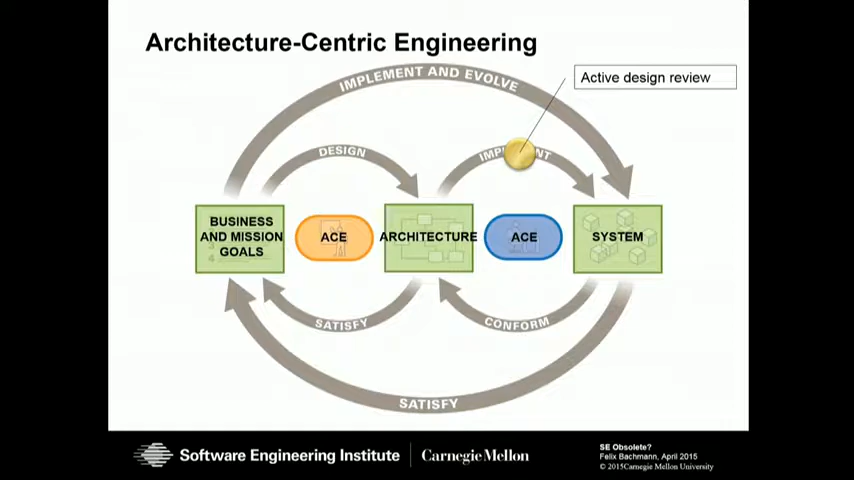 Architecture-Centric Engineering
IMPLEMENT AND EVOLVE
Active design review
DESIGN
BUSINESS
AND MISSION
GOALS
ACE
ARCHITECTURE
ACE
SYSTEM
SATISFY
CONFORM
SATISFY
Software Engineering Institute
Carnegie Mellon
SE Obsolete?
Felix Bachmann, April 2015
© 2015Carnegie Mellon University